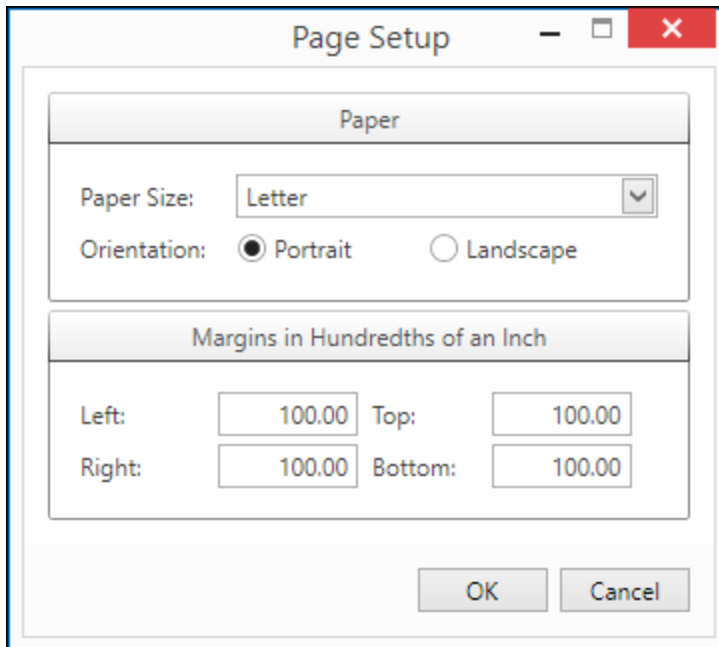 Page Setup
Paper
Paper Size: Letter
Orientation: Portrait Landscape
Margins in Hundredths of an Inch
Left: 100.00 Top: 100.00
Right: 100.00 Bottom: 100.00
OK Cancel